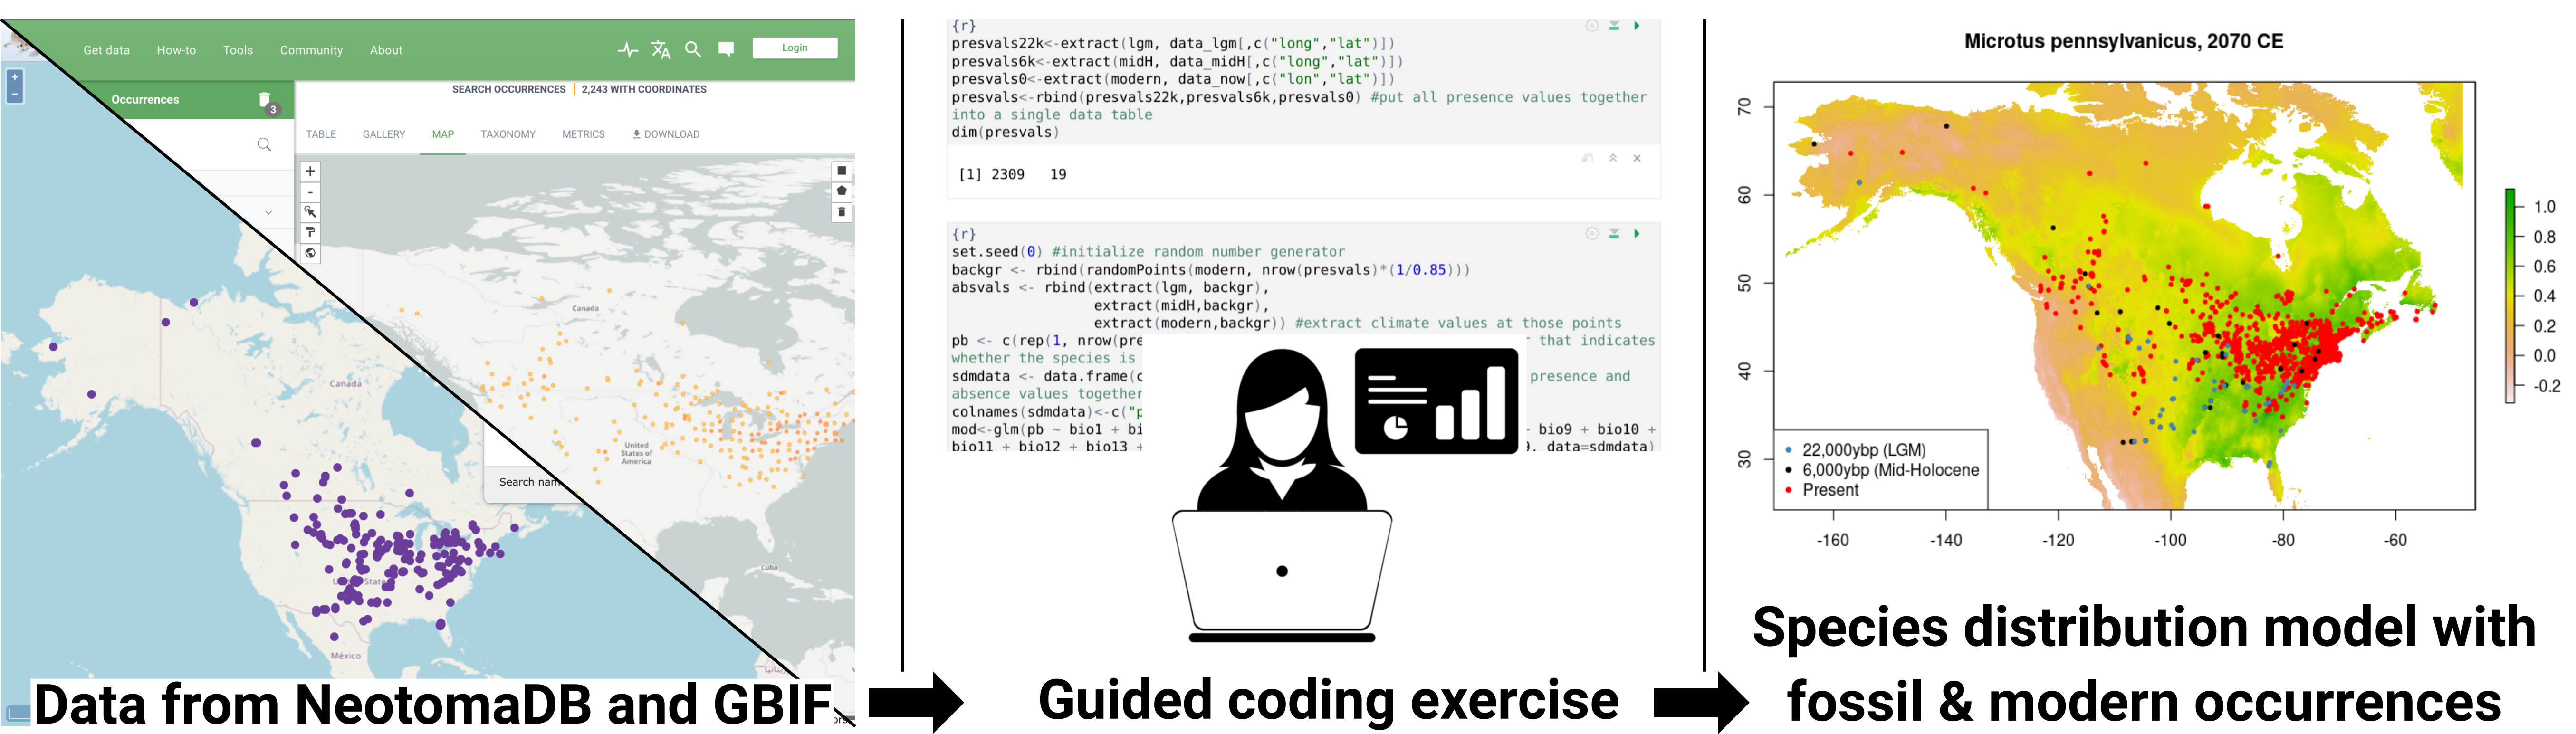 Get data How-to Tools Community About Login
Occurrences
3
SEARCH OCCURRENCES | 2,243 WITH COORDINATES
TABLE GALLERY MAP TAXONOMY METRICS DOWNLOAD
+
-
+
-
Canada
United
States of
America
Search nam
Cuba
Canada
México
Data from NeotomaDB and GBIF
{r}
presvals22k<-extract(lgm, data_lgm[,c("long","lat")])
presvals6k<-extract(midH, data_midH[,c("long","lat")])
presvals0<-extract(modern, data_now[,c("lon","lat")])
presvals<-rbind(presvals22k,presvals6k,presvals0) #put all presence values together
into a single data table
dim(presvals)
[1] 2309 19
{r}
set.seed(0) #initialize random number generator
backgr <- rbind(randomPoints(modern, nrow(presvals)*(1/0.85)))
absvals <- rbind(extract(lgm, backgr),
extract(midH,backgr),
extract(modern,backgr)) #extract climate values at those points
pb <- c(rep(1, nrow(pre r that indicates
whether the species is
sdmdata <- data.frame(c presence and
absence values together
colnames(sdmdata)<-c("p
mod<-glm(pb ~ bio1 + bi - bio9 + bio10 +
bio11 + bio12 + bio13 + 9, data=sdmdata)
Guided coding exercise
Microtus pennsylvanicus, 2070 CE
70
60
50
40
30
-160 -140 -120 -100 -80 -60
22,000ybp (LGM)
6,000ybp (Mid-Holocene
Present
1.0
0.8
0.6
0.4
0.2
0.0
-0.2
Species distribution model with
fossil & modern occurrences